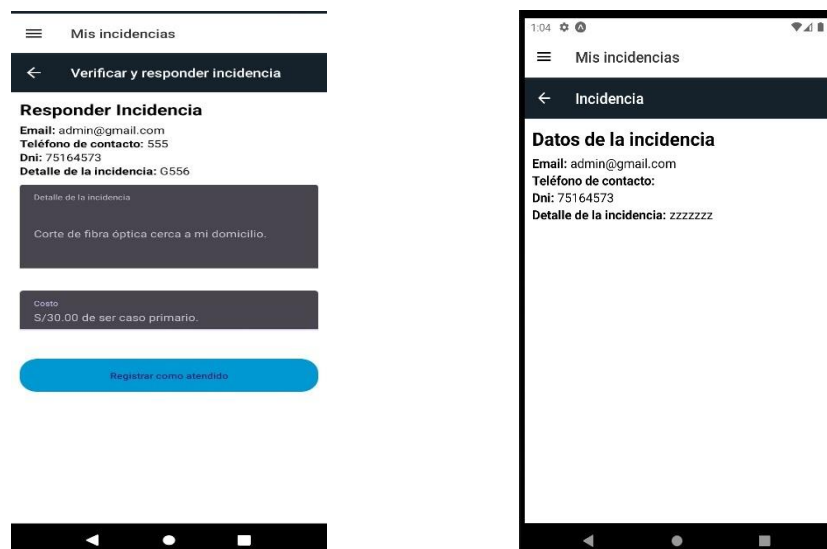 Mis incidencias
Verificar y responder incidencia
Responder Incidencia
Email: admin@gmail.com
Teléfono de contacto: 555
Dni: 75164573
Detalle de la incidencia: G556
Detalle de la incidencia
Corte de fibra óptica cerca a mi domicilio.
Costo
S/30.00 de ser caso primario.
Registrar como atendido
1:04
Mis incidencias
Incidencia
Datos de la incidencia
Email: admin@gmail.com
Teléfono de contacto:
Dni: 75164573
Detalle de la incidencia: zzzzzzz